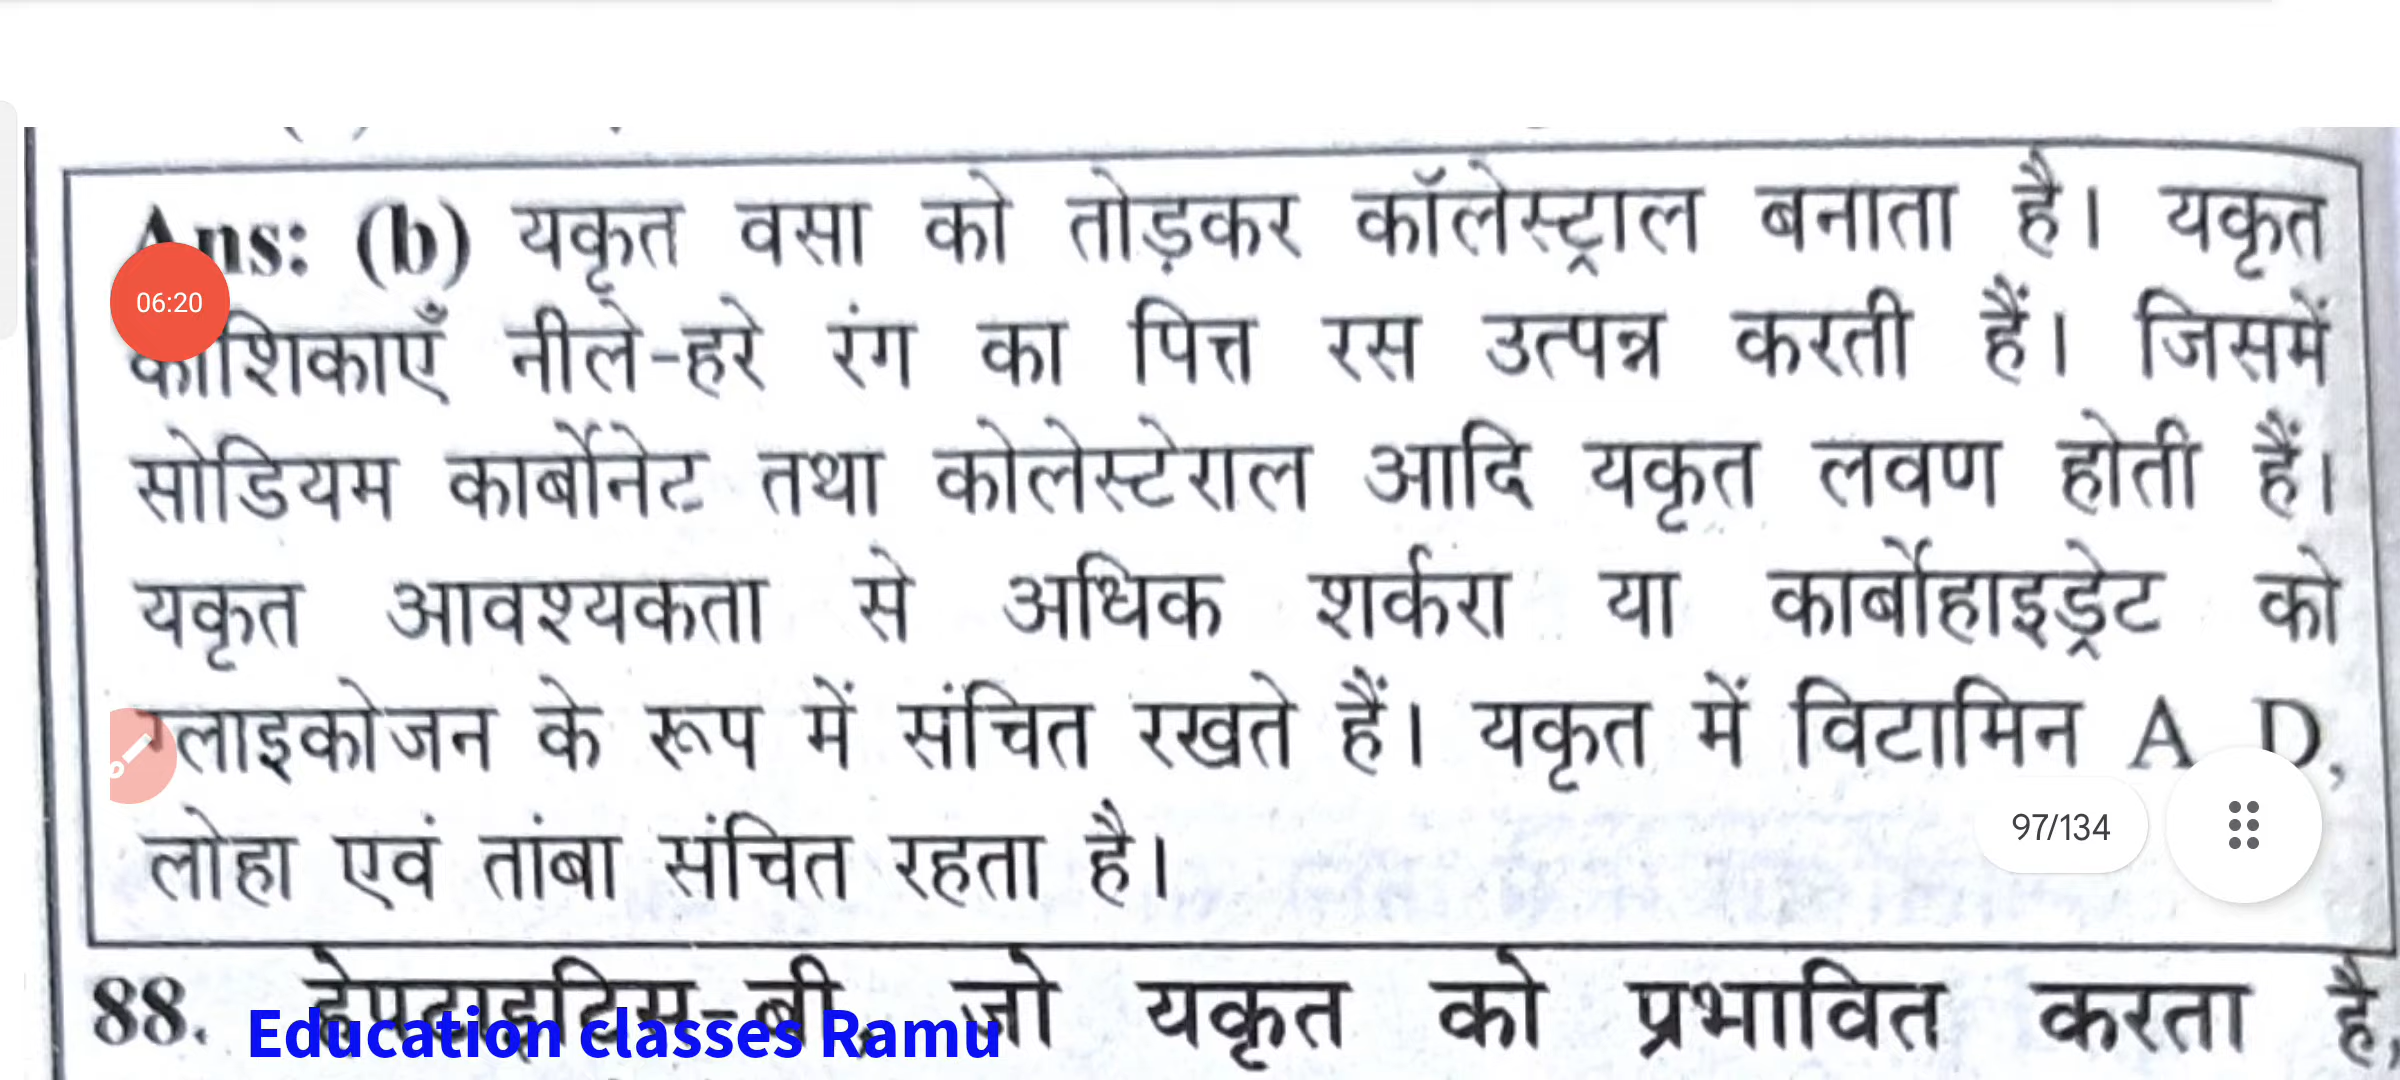 Ans: (b) यकृत वसा को तोड़कर कॉलेस्ट्राल बनाता है। यकृत
06:20
कोशिकाएँ नीले-हरे रंग का पित्त रस उत्पन्न करती हैं। जिसमें
सोडियम कार्बोनेट तथा कोलेस्टेराल आदि यकृत लवण होती हैं।
यकृत आवश्यकता से अधिक शर्करा या कार्बोहाइड्रेट को
ग्लाइकोजन के रूप में संचित रखते हैं। यकृत में विटामिन A D,
97/134
लोहा एवं तांबा संचित रहता है।
88. हेपटाइटिस-बी, जो यकृत को प्रभावित करता है,
Education classes Ramu